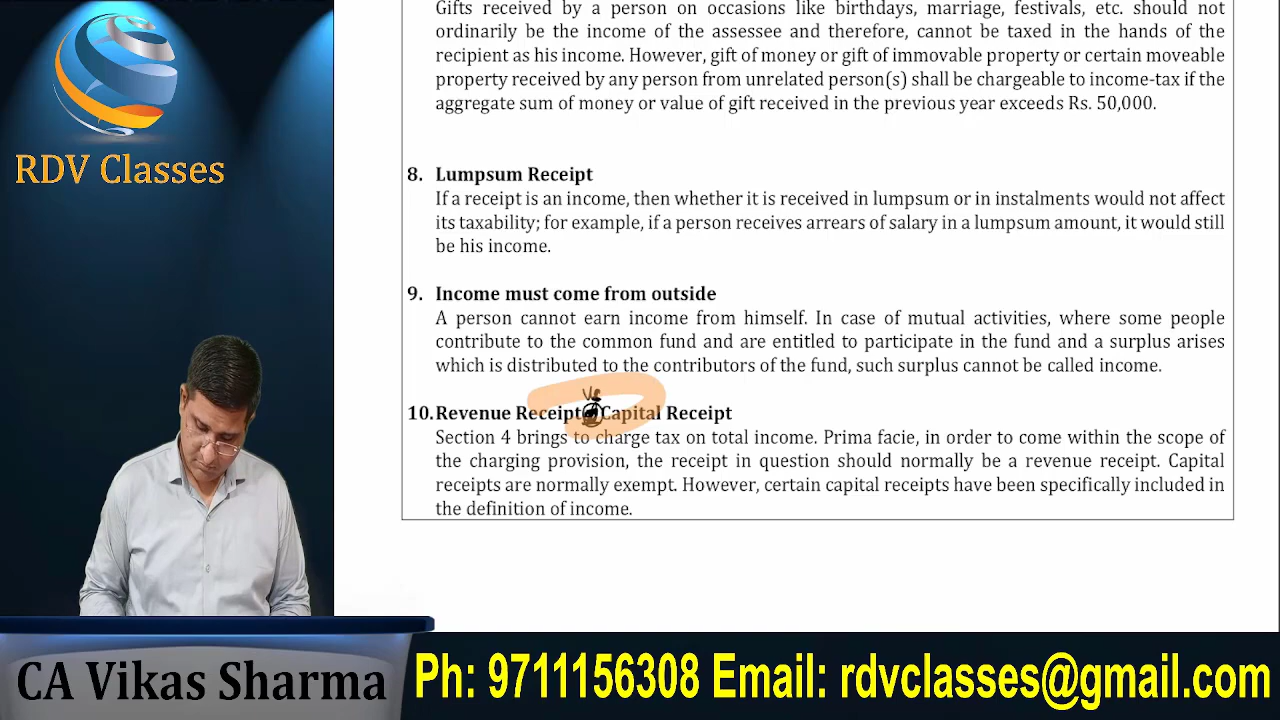 Gifts received by a person on occasions like birthdays, marriage, festivals, etc. should not
ordinarily be the income of the assessee and therefore, cannot be taxed in the hands of the
recipient as his income. However, gift of money or gift of immovable property or certain moveable
property received by any person from unrelated person(s) shall be chargeable to income-tax if the
aggregate sum of money or value of gift received in the previous year exceeds Rs. 50,000.
RDV Classes
8. Lumpsum Receipt
If a receipt is an income, then whether it is received in lumpsum or in instalments would not affect
its taxability; for example, if a person receives arrears of salary in a lumpsum amount, it would still
be his income.
9. Income must come from outside
A person cannot earn income from himself. In case of mutual activities, where some people
contribute to the common fund and are entitled to participate in the fund and a surplus arises
which is distributed to the contributors of the fund, such surplus cannot be called income.
Vs
10. Revenue Receipt Capital Receipt
Section 4 brings to charge tax on total income. Prima facie, in order to come within the scope of
the charging provision, the receipt in question should normally be a revenue receipt. Capital
receipts are normally exempt. However, certain capital receipts have been specifically included in
the definition of income.
CA Vikas Sharma
Ph: 9711156308 Email: rdvclasses@gmail.com